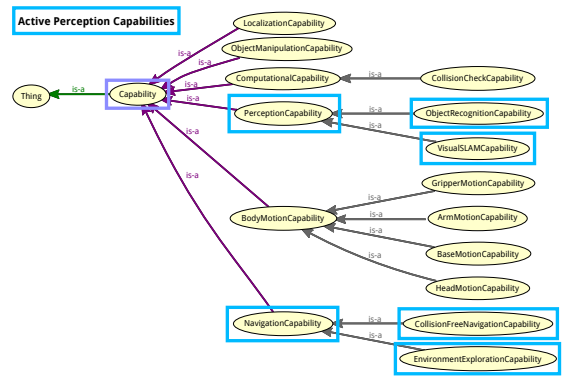 Active Perception Capabilities
LocalizationCapability
is-a
ObjectManipulationCapability
is-a
ComputationalCapability
is-a
is-a
CollisionCheckCapability
Thing
is-a
Capability
is-a
PerceptionCapability
is-a
ObjectRecognitionCapability
is-a
VisualSLAMCapability
is-a
is-a
GripperMotionCapability
is-a
BodyMotionCapability
is-a
ArmMotionCapability
is-a
BaseMotionCapability
is-a
HeadMotionCapability
is-a
NavigationCapability
is-a
CollisionFreeNavigationCapability
is-a
EnvironmentExplorationCapability